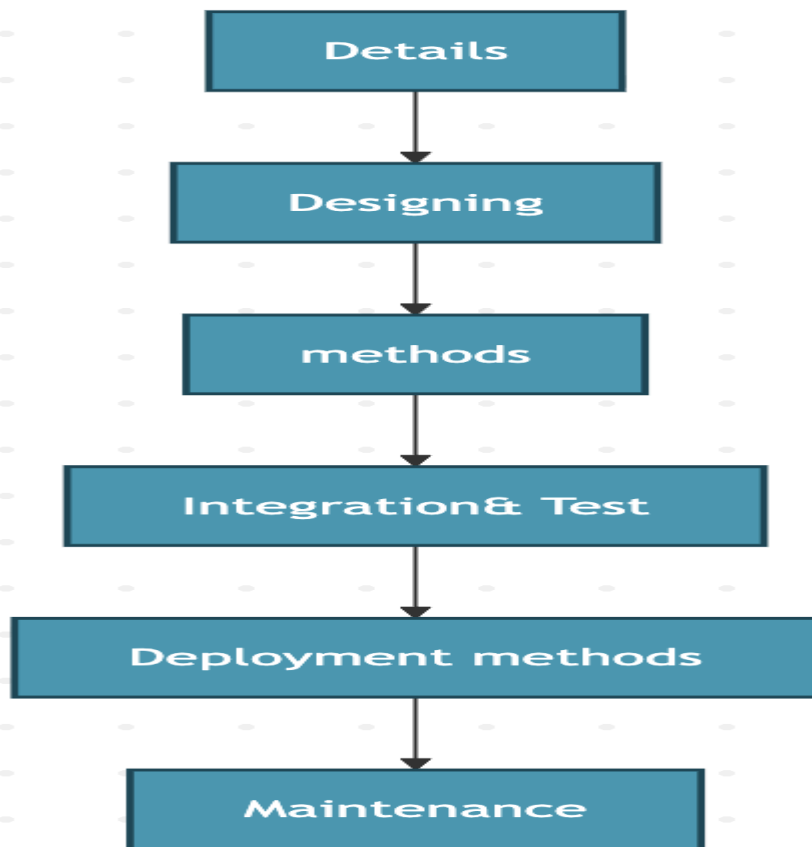 Details
Designing
methods
Integration& Test
Deployment methods
Maintenance